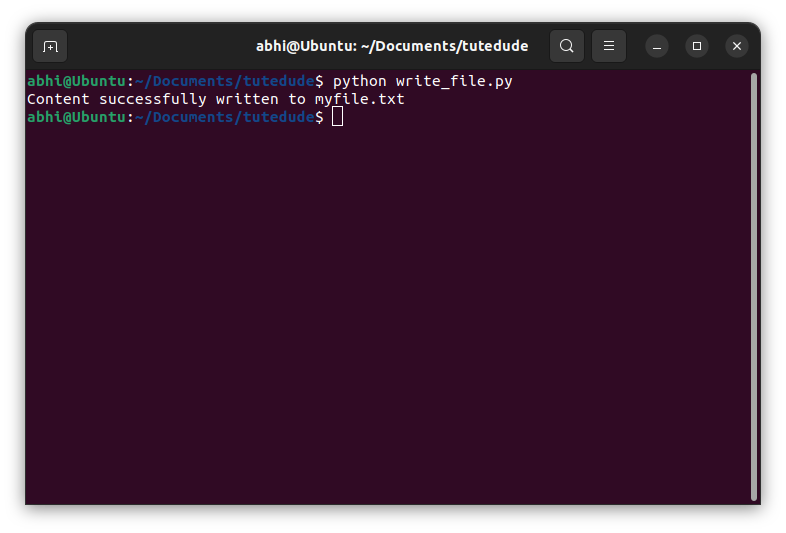 abhi@Ubuntu: ~/Documents/tutedude
abhi@Ubuntu:~/Documents/tutedude$ python write_file.py
Content successfully written to myfile.txt
abhi@Ubuntu:~/Documents/tutedude$